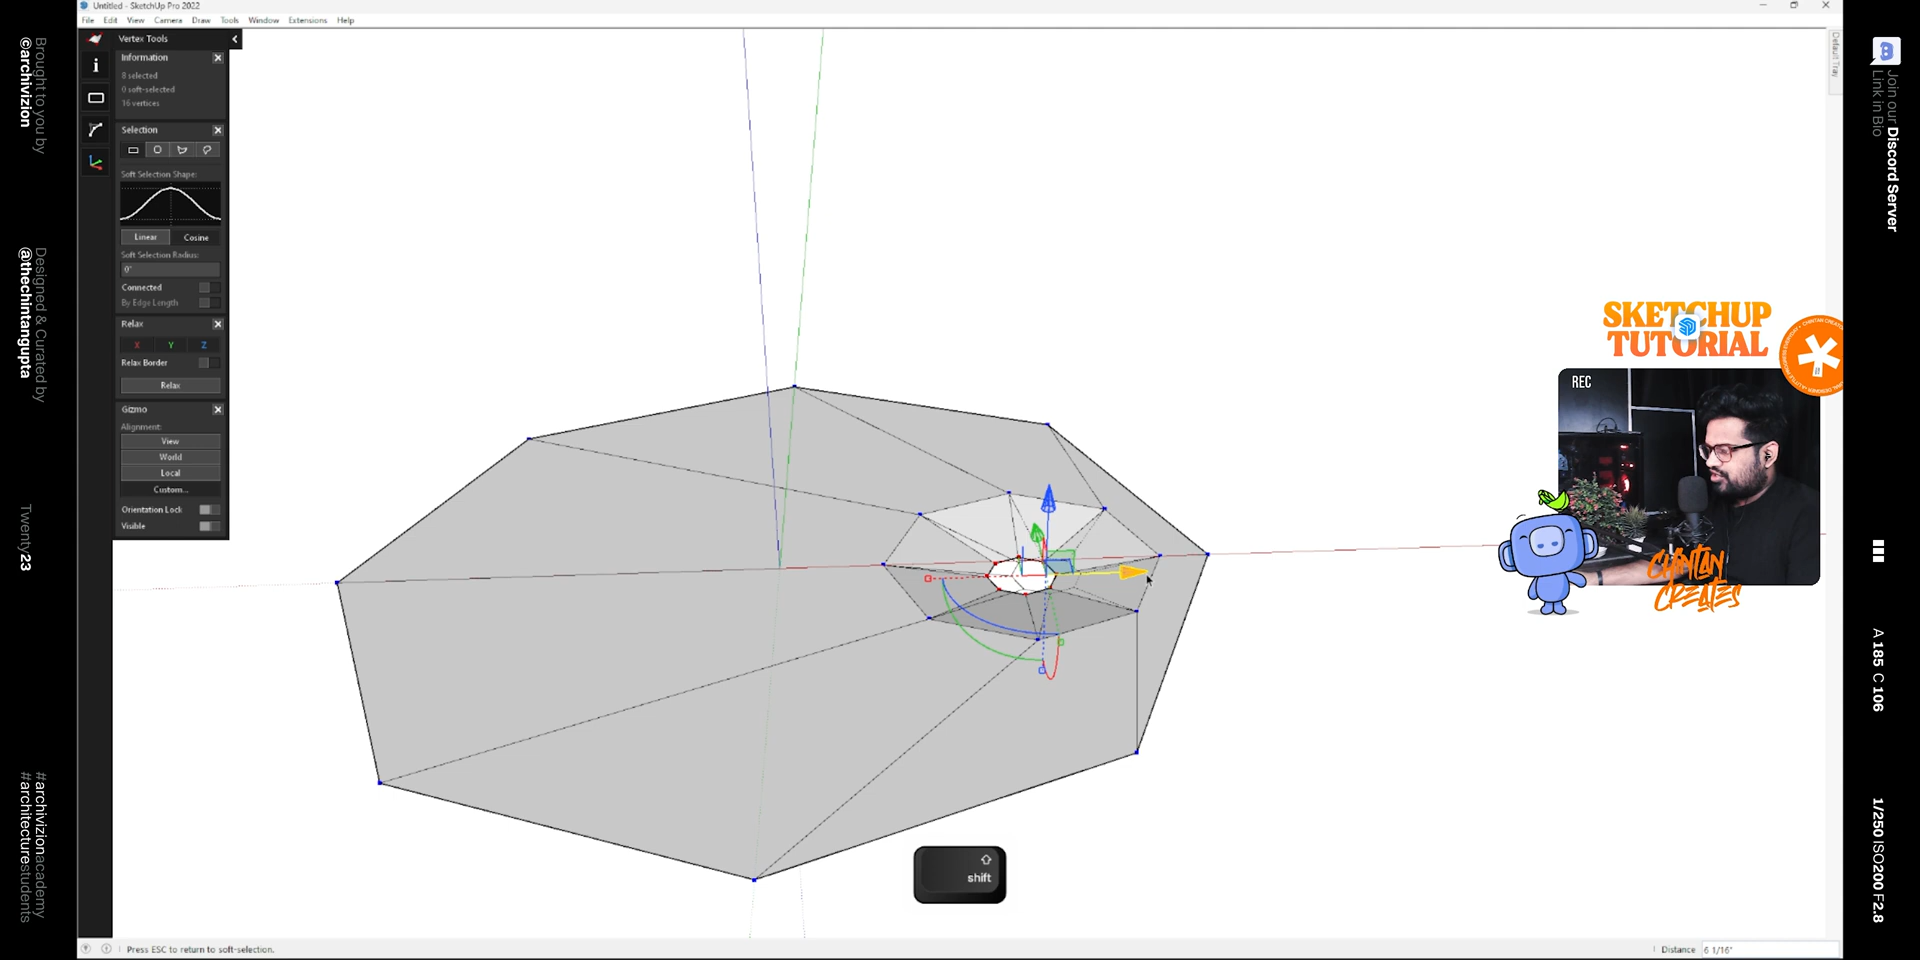 Untitled - SketchUp Pro 2022
File Edit View Camera Draw Tools Window Extensions Help
Vertex Tools
Information
8 selected
0 soft-selected
16 vertices
Selection
Soft Selection Shape:
Linear Cosine
Soft Selection Radius:
0"
Connected
By Edge Length
Relax
X Y Z
Relax Border
Relax
Gizmo
Alignment:
View
World
Local
Custom...
Orientation Lock
Visible
Default Tray
shift
Press ESC to return to soft-selection.
Distance 6 1/16"
Brought to you by
@archivizion
Designed & Curated by
@thechintangupta
Twenty23
#archivizionacademy
#architecturestudents
Join our Discord Server
Link in Bio
SKETCHUP
TUTORIAL
REC
CHINTAN
CREATES
A 185 C 106
1/250 ISO200 F2.8